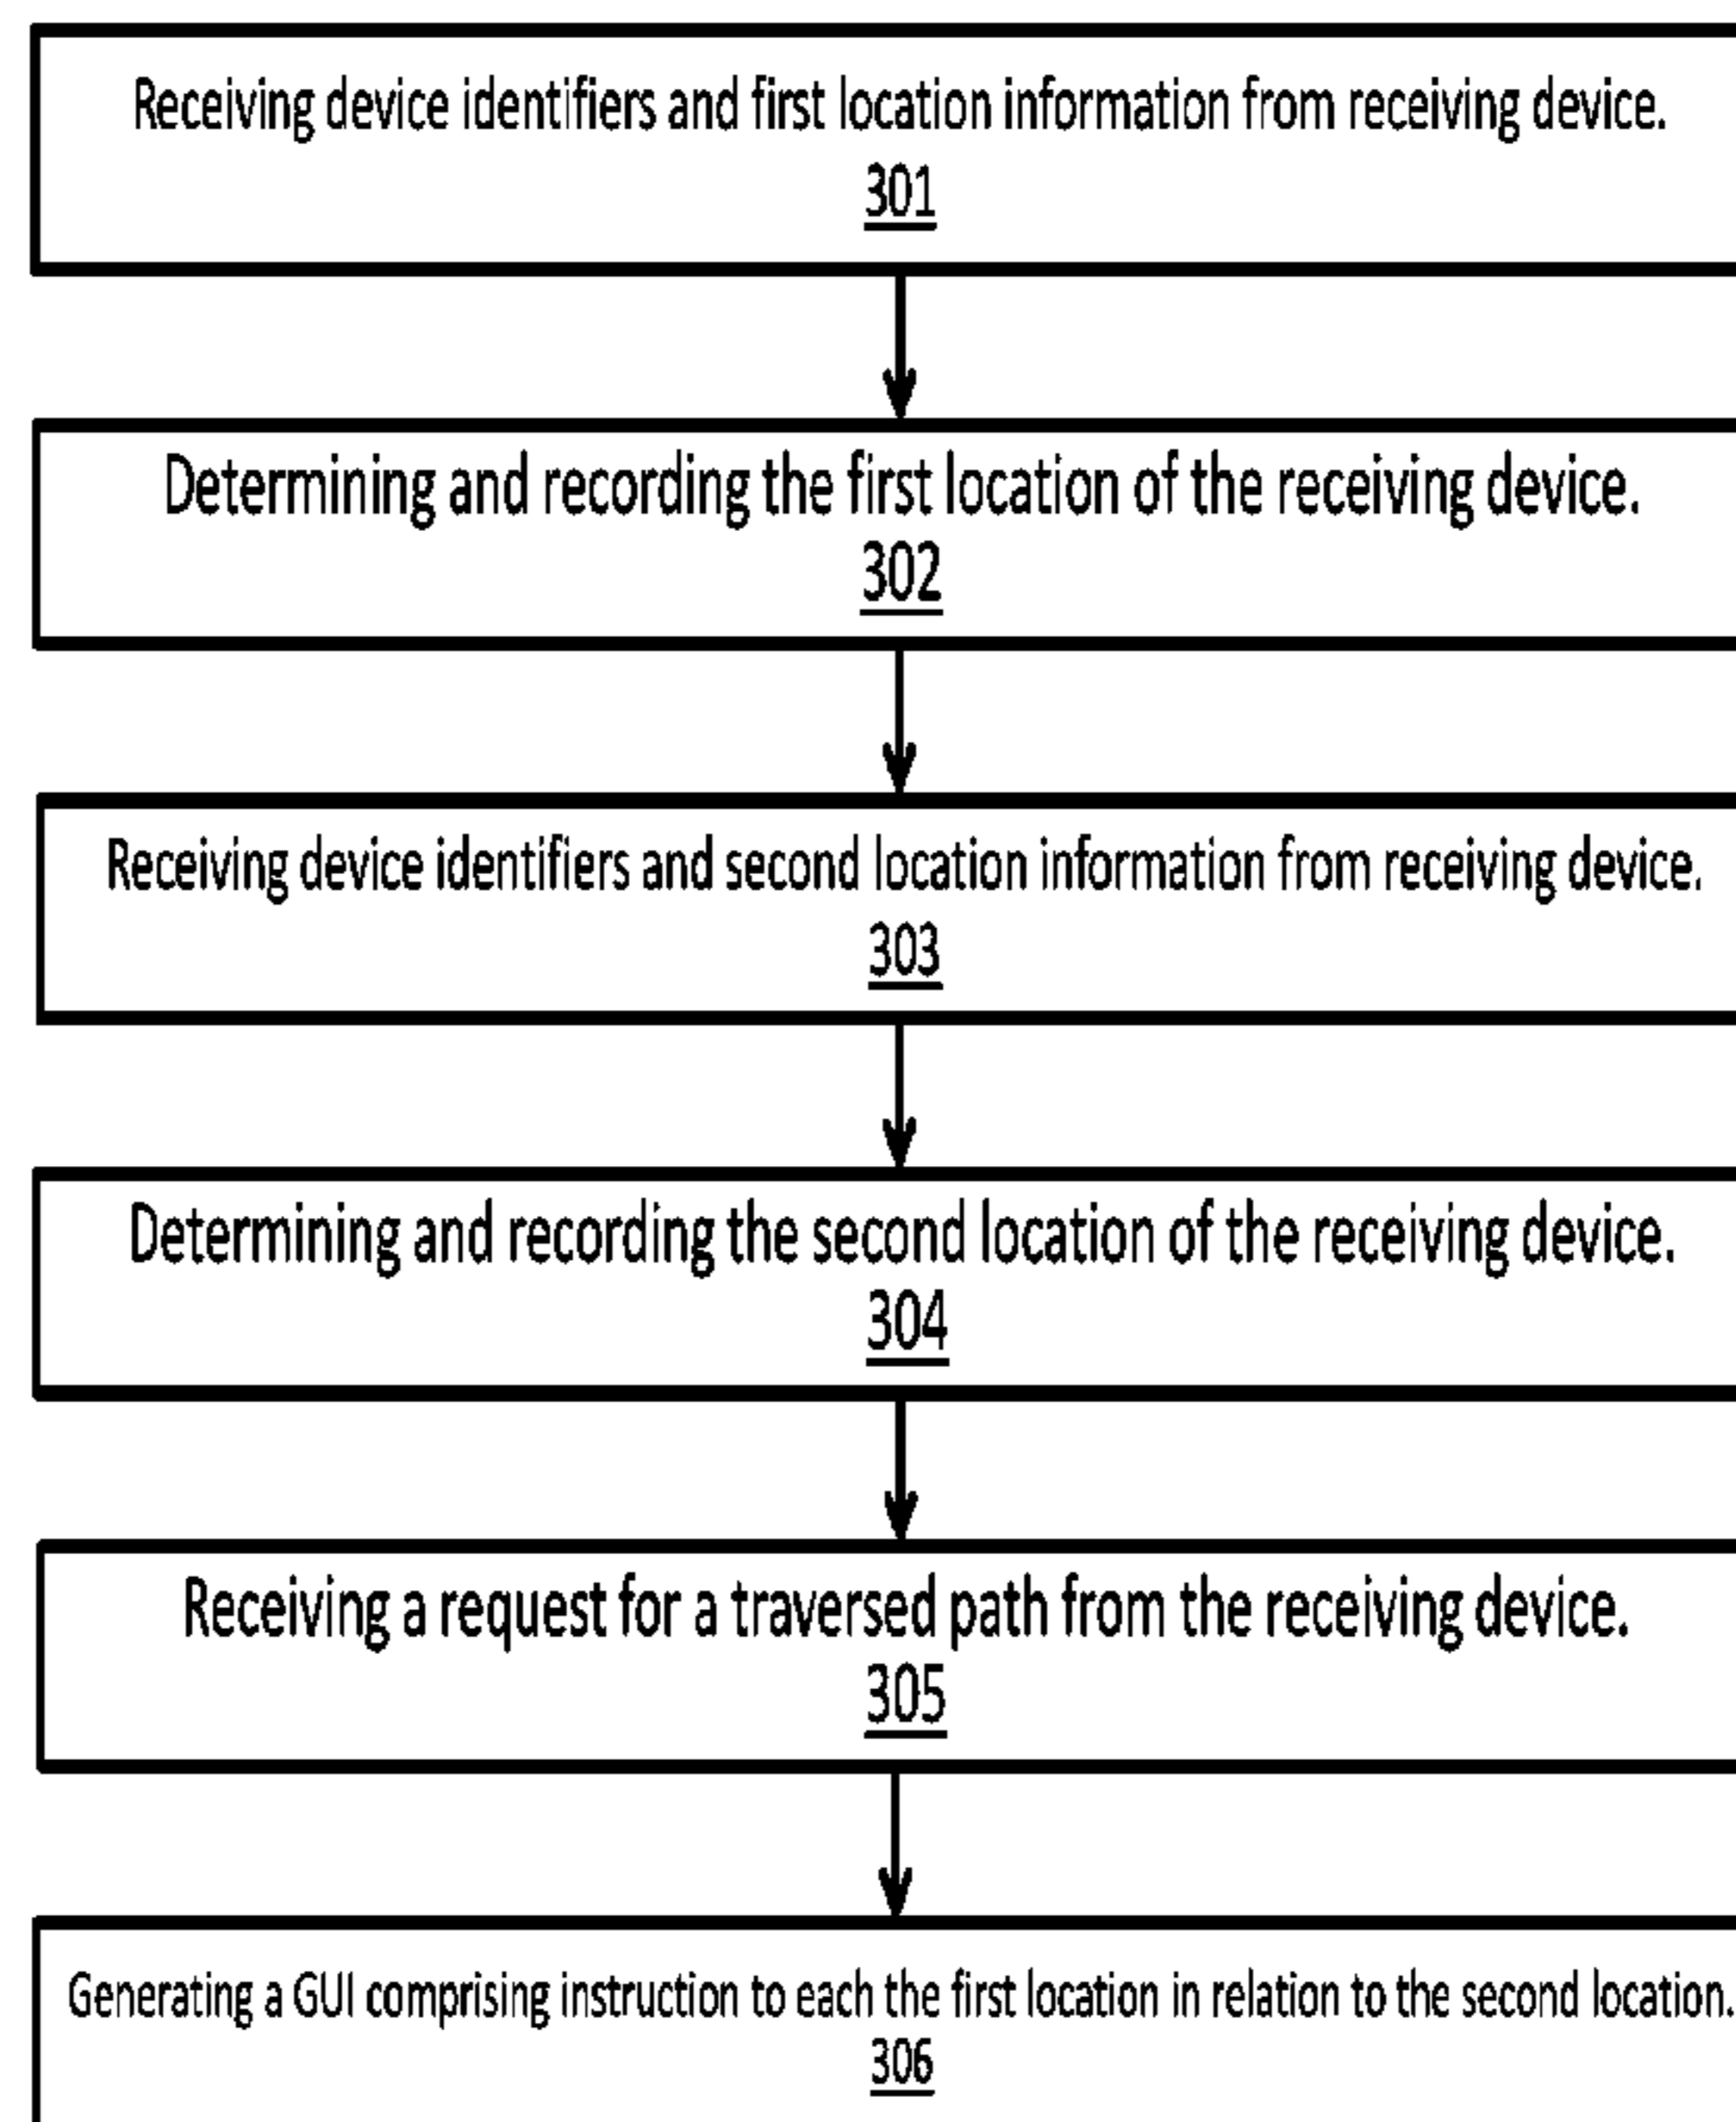 Receiving device identifiers and first location information from receiving device.
301
Determining and recording the first location of the receiving device.
302
Receiving device identifiers and second location information from receiving device.
303
Determining and recording the second location of the receiving device.
304
Receiving a request for a traversed path from the receiving device.
305
Generating a GUI comprising instruction to each the first location in relation to the second location.
306